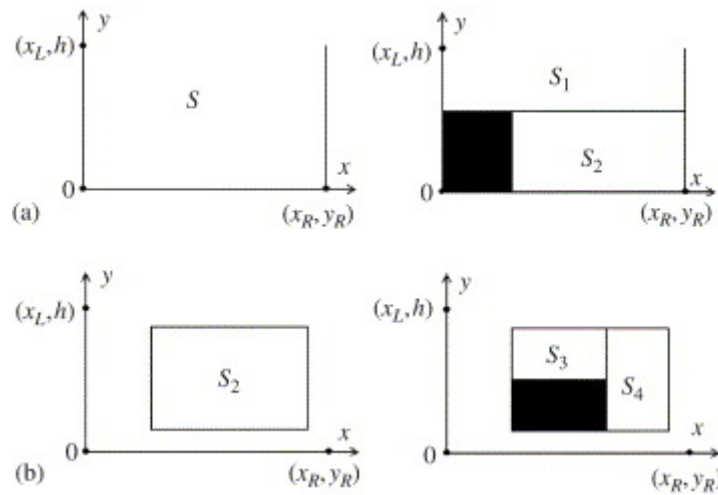 y
(x_L, h)
S
x
0
(x_R, y_R)
(a)
y
(x_L, h)
S_1
S_2
x
0
(x_R, y_R)
y
(x_L, h)
S_2
x
0
(x_R, y_R)
(b)
y
(x_L, h)
S_3
S_4
x
0
(x_R, y_R)